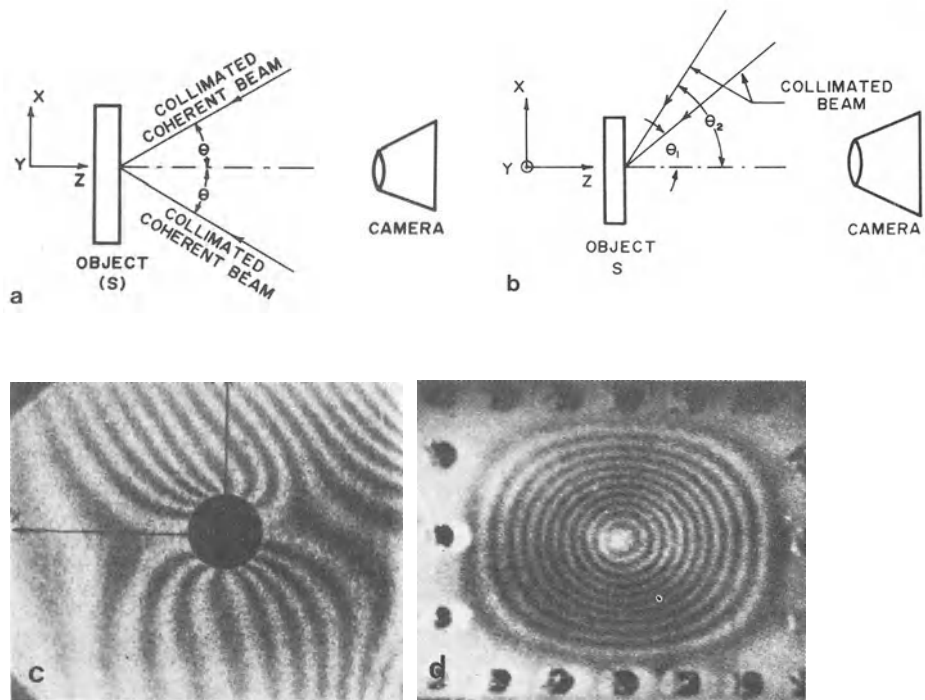 X
Y
Z
COLLIMATED
COHERENT BEAM
θ
θ
COLLIMATED
COHERENT BEAM
OBJECT
(S)
CAMERA
a
X
Y
Z
COLLIMATED
BEAM
θ₂
θ₁
OBJECT
S
CAMERA
b
c
d